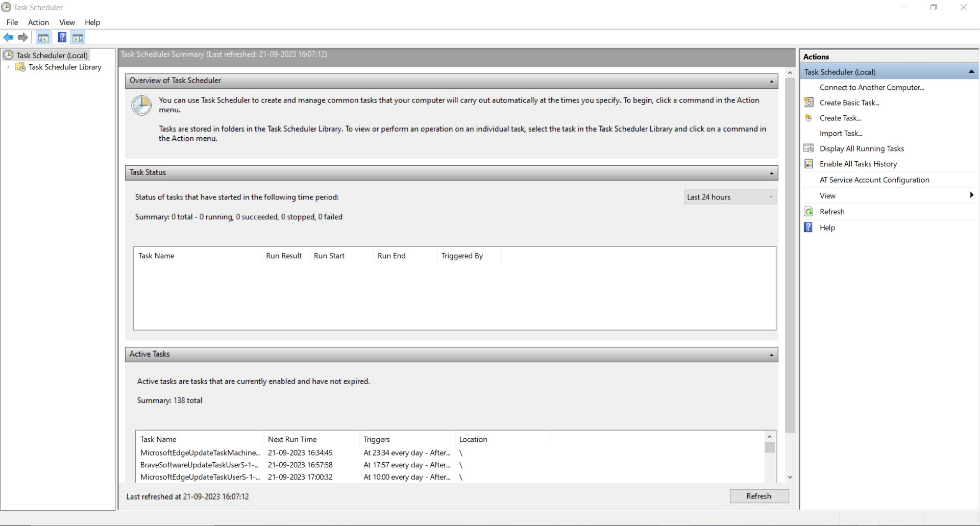 Task Scheduler
File Action View Help
Task Scheduler (Local)
Task Scheduler Library
Task Scheduler Summary (Last refreshed: 21-09-2023 16:07:12)
Overview of Task Scheduler
You can use Task Scheduler to create and manage common tasks that your computer will carry out automatically at the times you specify. To begin, click a command in the Action
menu.
Tasks are stored in folders in the Task Scheduler Library. To view or perform an operation on an individual task, select the task in the Task Scheduler Library and click on a command in
the Action menu.
Task Status
Status of tasks that have started in the following time period: Last 24 hours
Summary: 0 total - 0 running, 0 succeeded, 0 stopped, 0 failed
Task Name Run Result Run Start Run End Triggered By
Active Tasks
Active tasks are tasks that are currently enabled and have not expired.
Summary: 138 total
Task Name Next Run Time Triggers Location
MicrosoftEdgeUpdateTaskMachine... 21-09-2023 16:34:45 At 23:34 every day - After... \
BraveSoftwareUpdateTaskUserS-1-... 21-09-2023 16:57:58 At 17:57 every day - After... \
MicrosoftEdgeUpdateTaskUserS-1-... 21-09-2023 17:00:32 At 10:00 every day - After... \
Last refreshed at 21-09-2023 16:07:12 Refresh
Actions
Task Scheduler (Local)
Connect to Another Computer...
Create Basic Task...
Create Task...
Import Task...
Display All Running Tasks
Enable All Tasks History
AT Service Account Configuration
View
Refresh
Help